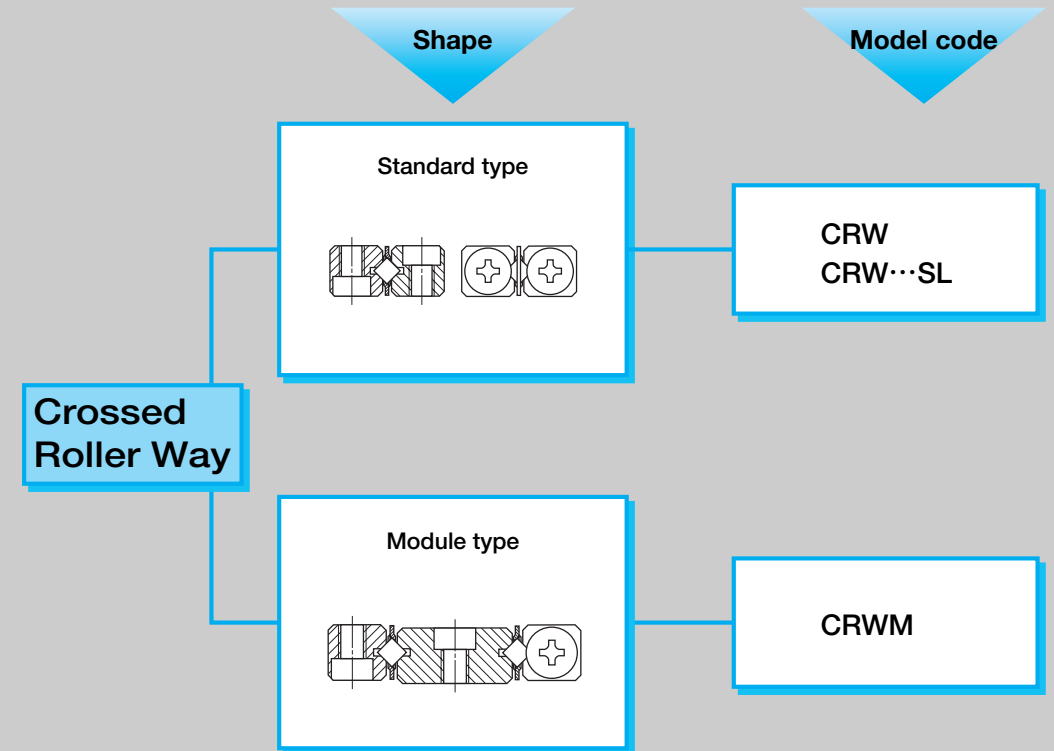 Shape
Model code
Standard type
CRW
CRW···SL
Crossed
Roller Way
Module type
CRWM